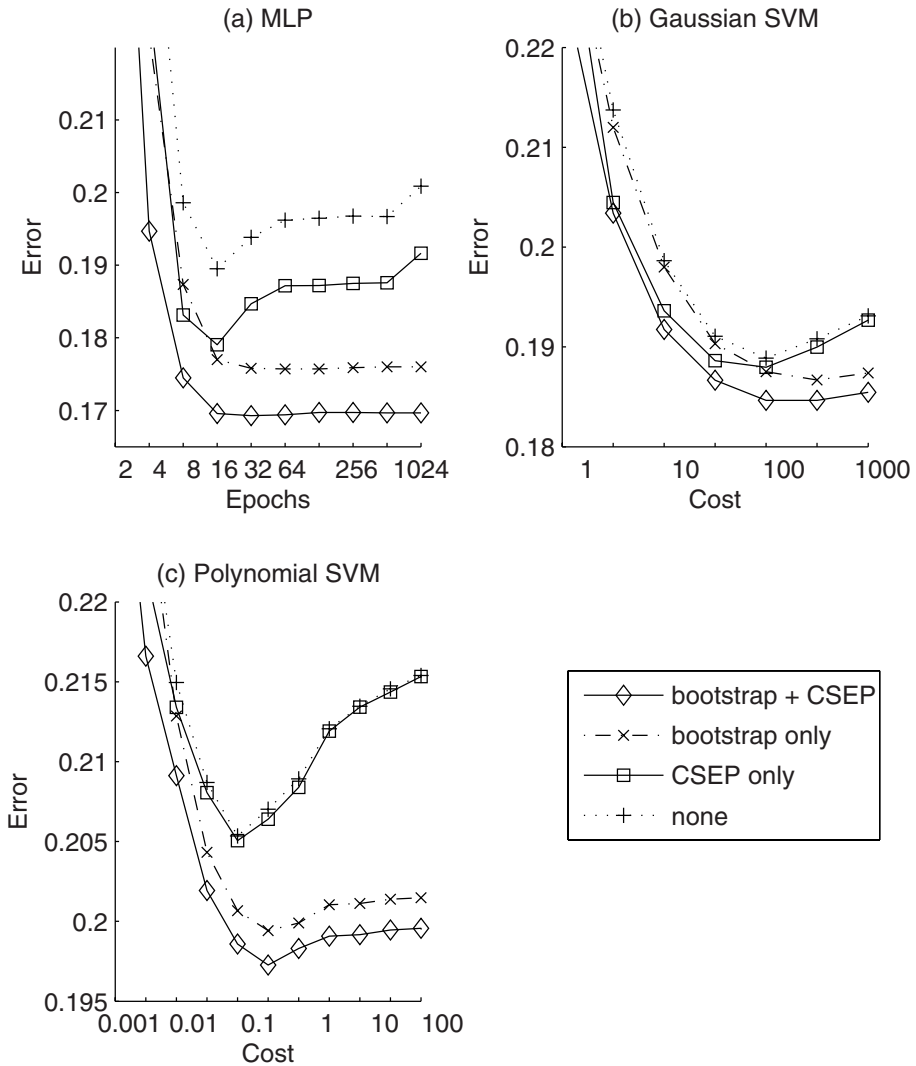 (a) MLP
0.21
0.2
0.19
0.18
0.17
Error
2 4 8 16 32 64 256 1024
Epochs
(b) Gaussian SVM
0.22
0.21
0.2
0.19
0.18
Error
1 10 100 1000
Cost
(c) Polynomial SVM
0.22
0.215
0.21
0.205
0.2
0.195
Error
0.001 0.01 0.1 1 10 100
Cost
bootstrap + CSEP
bootstrap only
CSEP only
none